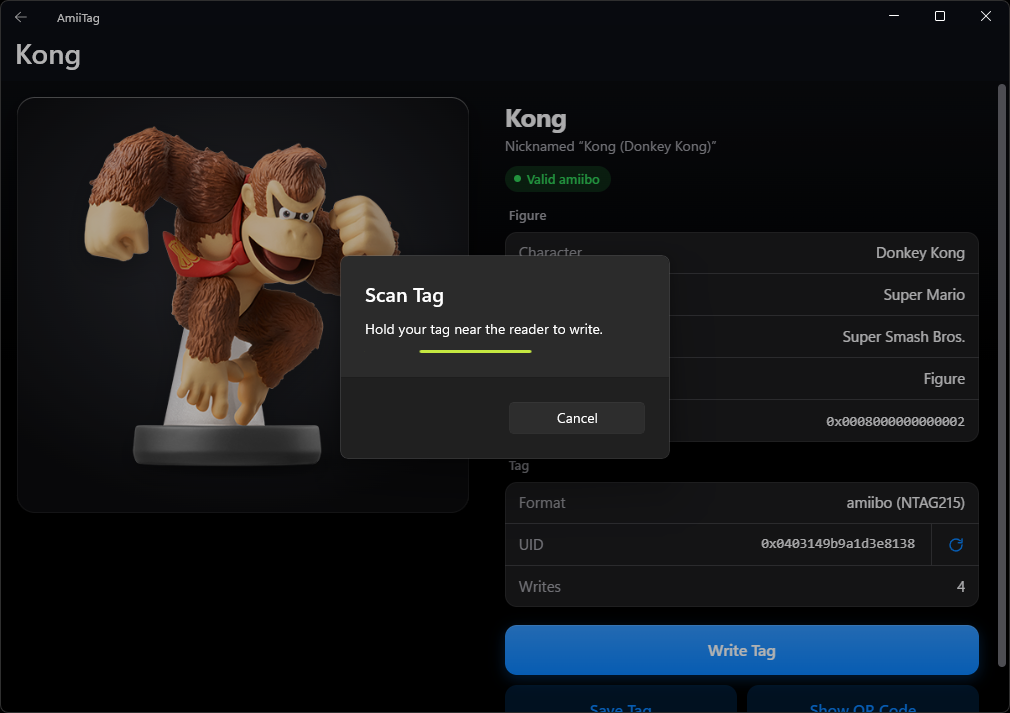 AmiiTag
Kong
Kong
Nicknamed “Kong (Donkey Kong)”
Valid amiibo
Figure
Character
Donkey Kong
Super Mario
Super Smash Bros.
Figure
0x0008000000000002
Scan Tag
Hold your tag near the reader to write.
Cancel
Tag
Format
amiibo (NTAG215)
UID
0x0403149b9a1d3e8138
Writes
4
Write Tag
Save Tag
Show QR Code